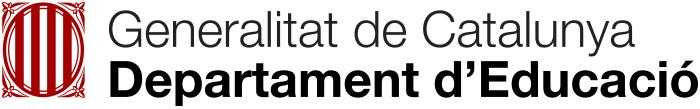 Generalitat de Catalunya
Departament d'Educació